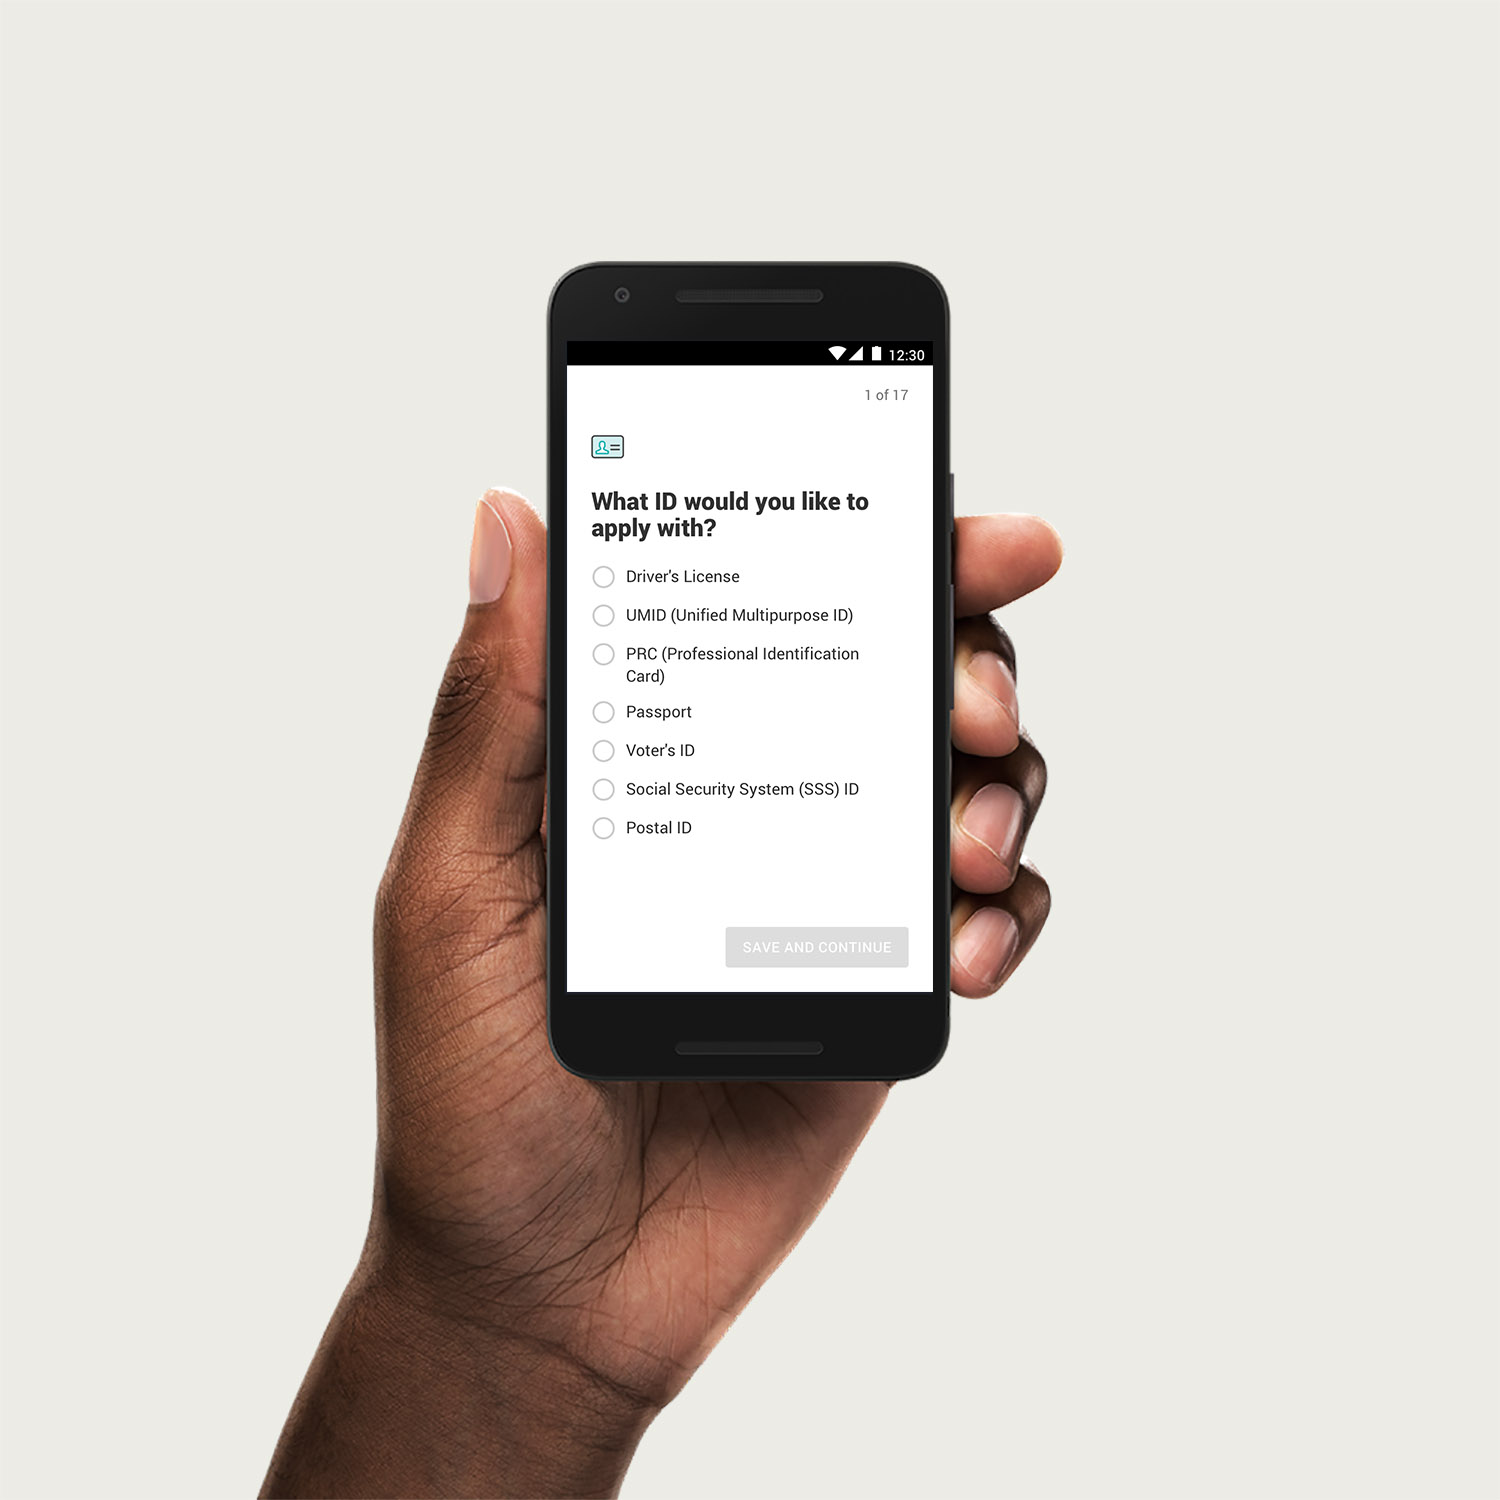 12:30
1 of 17
What ID would you like to
apply with?
Driver's License
UMID (Unified Multipurpose ID)
PRC (Professional Identification
Card)
Passport
Voter's ID
Social Security System (SSS) ID
Postal ID
SAVE AND CONTINUE